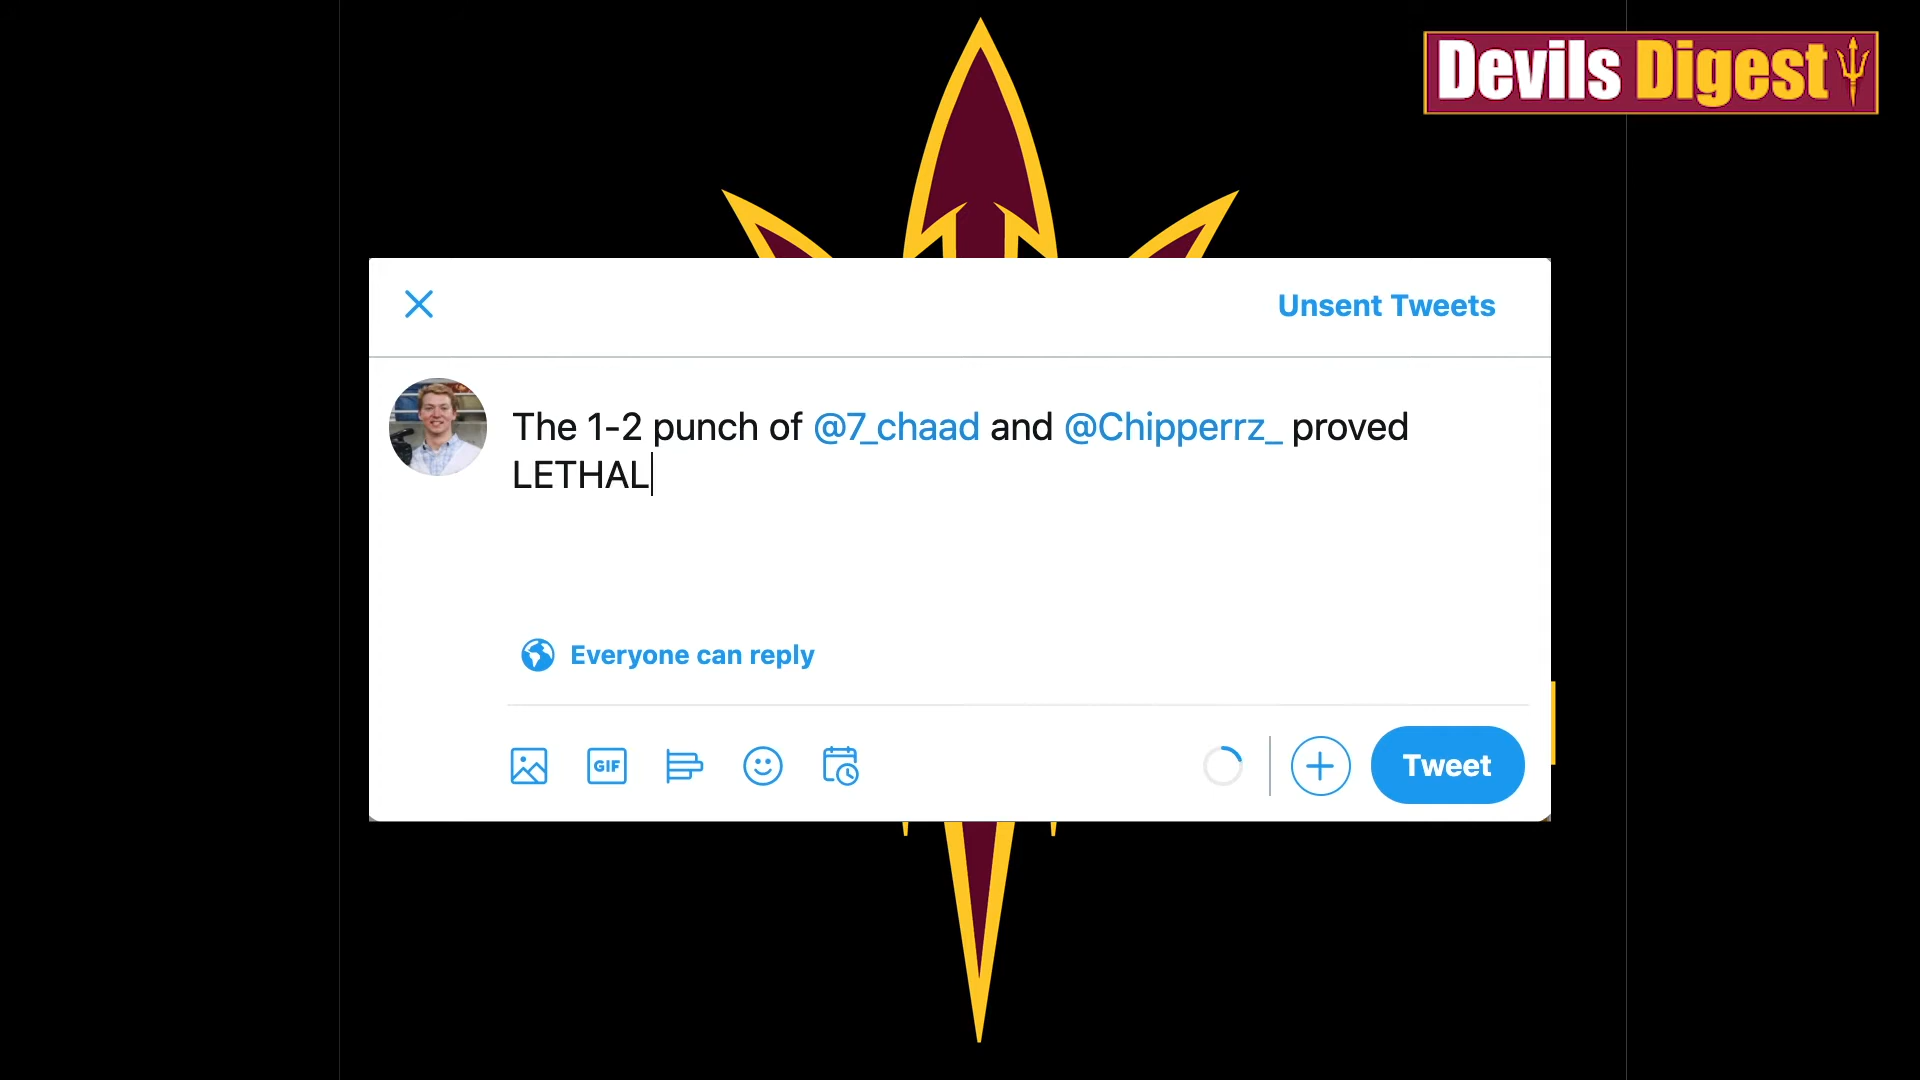 Devils Digest
Unsent Tweets
The 1-2 punch of @7_chaad and @Chipperrz_ proved
LETHAL
Everyone can reply
GIF
Tweet